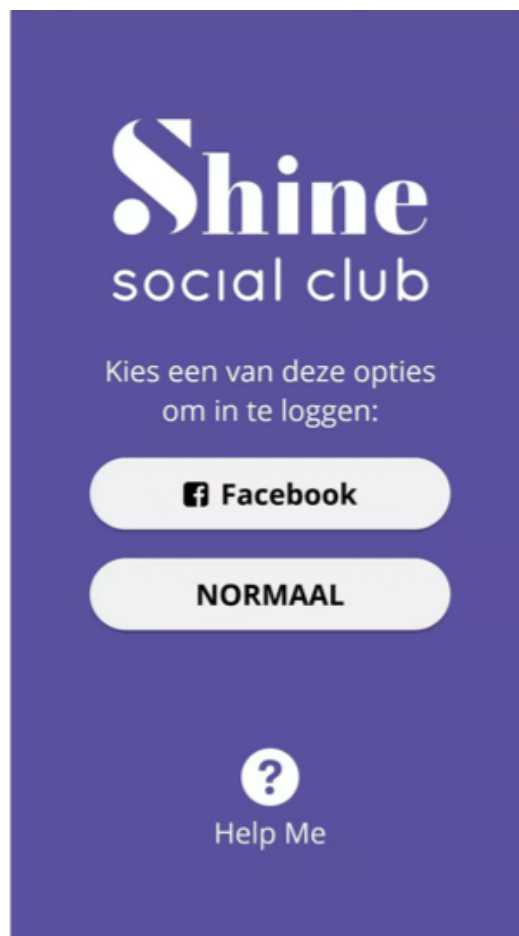 Shine
social club
Kies een van deze opties
om in te loggen:
Facebook
NORMAAL
?
Help Me